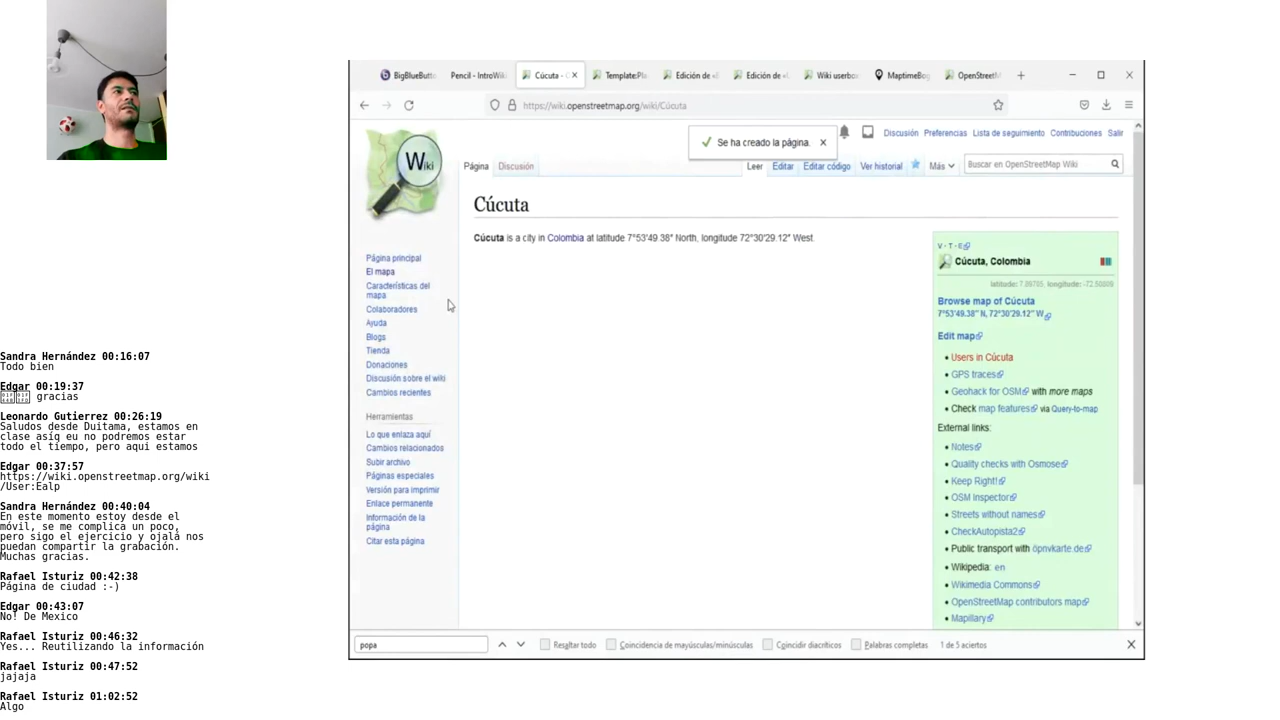 Sandra Hernández 00:16:07
Todo bien
Edgar 00:19:37
gracias
Leonardo Gutierrez 00:26:19
Saludos desde Duitama, estamos en
clase asíq eu no podremos estar
todo el tiempo, pero aqui estamos
Edgar 00:37:57
https://wiki.openstreetmap.org/wiki
/User:Ealp
Sandra Hernández 00:40:04
En este momento estoy desde el
móvil, se me complica un poco,
pero sigo el ejercicio y ojalá nos
puedan compartir la grabación.
Muchas gracias.
Rafael Isturiz 00:42:38
Página de ciudad :-)
Edgar 00:43:07
No! De Mexico
Rafael Isturiz 00:46:32
Yes... Reutilizando la información
Rafael Isturiz 00:47:52
jajaja
Rafael Isturiz 01:02:52
Algo
BigBlueButt Pencil - IntroWiki Cúcuta - Template:Pla Edición de Edición de Wiki userbo MaptimeBog OpenStreetM
https://wiki.openstreetmap.org/wiki/Cúcuta
Se ha creado la página.
Discusión Preferencias Lista de seguimiento Contribuciones Salir
Wiki
Página Discusión Leer Editar Editar código Ver historial Más Buscar en OpenStreetMap Wiki
Cúcuta
Cúcuta is a city in Colombia at latitude 7°53′49.38″ North, longitude 72°30′29.12″ West.
Página principal
El mapa
Características del
mapa
Colaboradores
Ayuda
Blogs
Tienda
Donaciones
Discusión sobre el wiki
Cambios recientes
Herramientas
Lo que enlaza aquí
Cambios relacionados
Subir archivo
Páginas especiales
Versión para imprimir
Enlace permanente
Información de la
página
Citar esta página
V · T · E
Cúcuta, Colombia
latitude: 7.89705, longitude: -72.50809
Browse map of Cúcuta
7°53′49.38″ N, 72°30′29.12″ W
Edit map
• Users in Cúcuta
• GPS traces
• Geohack for OSM with more maps
• Check map features via Query-to-map
External links:
• Notes
• Quality checks with Osmose
• Keep Right!
• OSM Inspector
• Streets without names
• CheckAutopista2
• Public transport with öpnvkarte.de
• Wikipedia: en
• Wikimedia Commons
• OpenStreetMap contributors map
• Mapillary
popa Resaltar todo Coincidencia de mayúsculas/minúsculas Coincidir diacríticos Palabras completas 1 de 5 aciertos